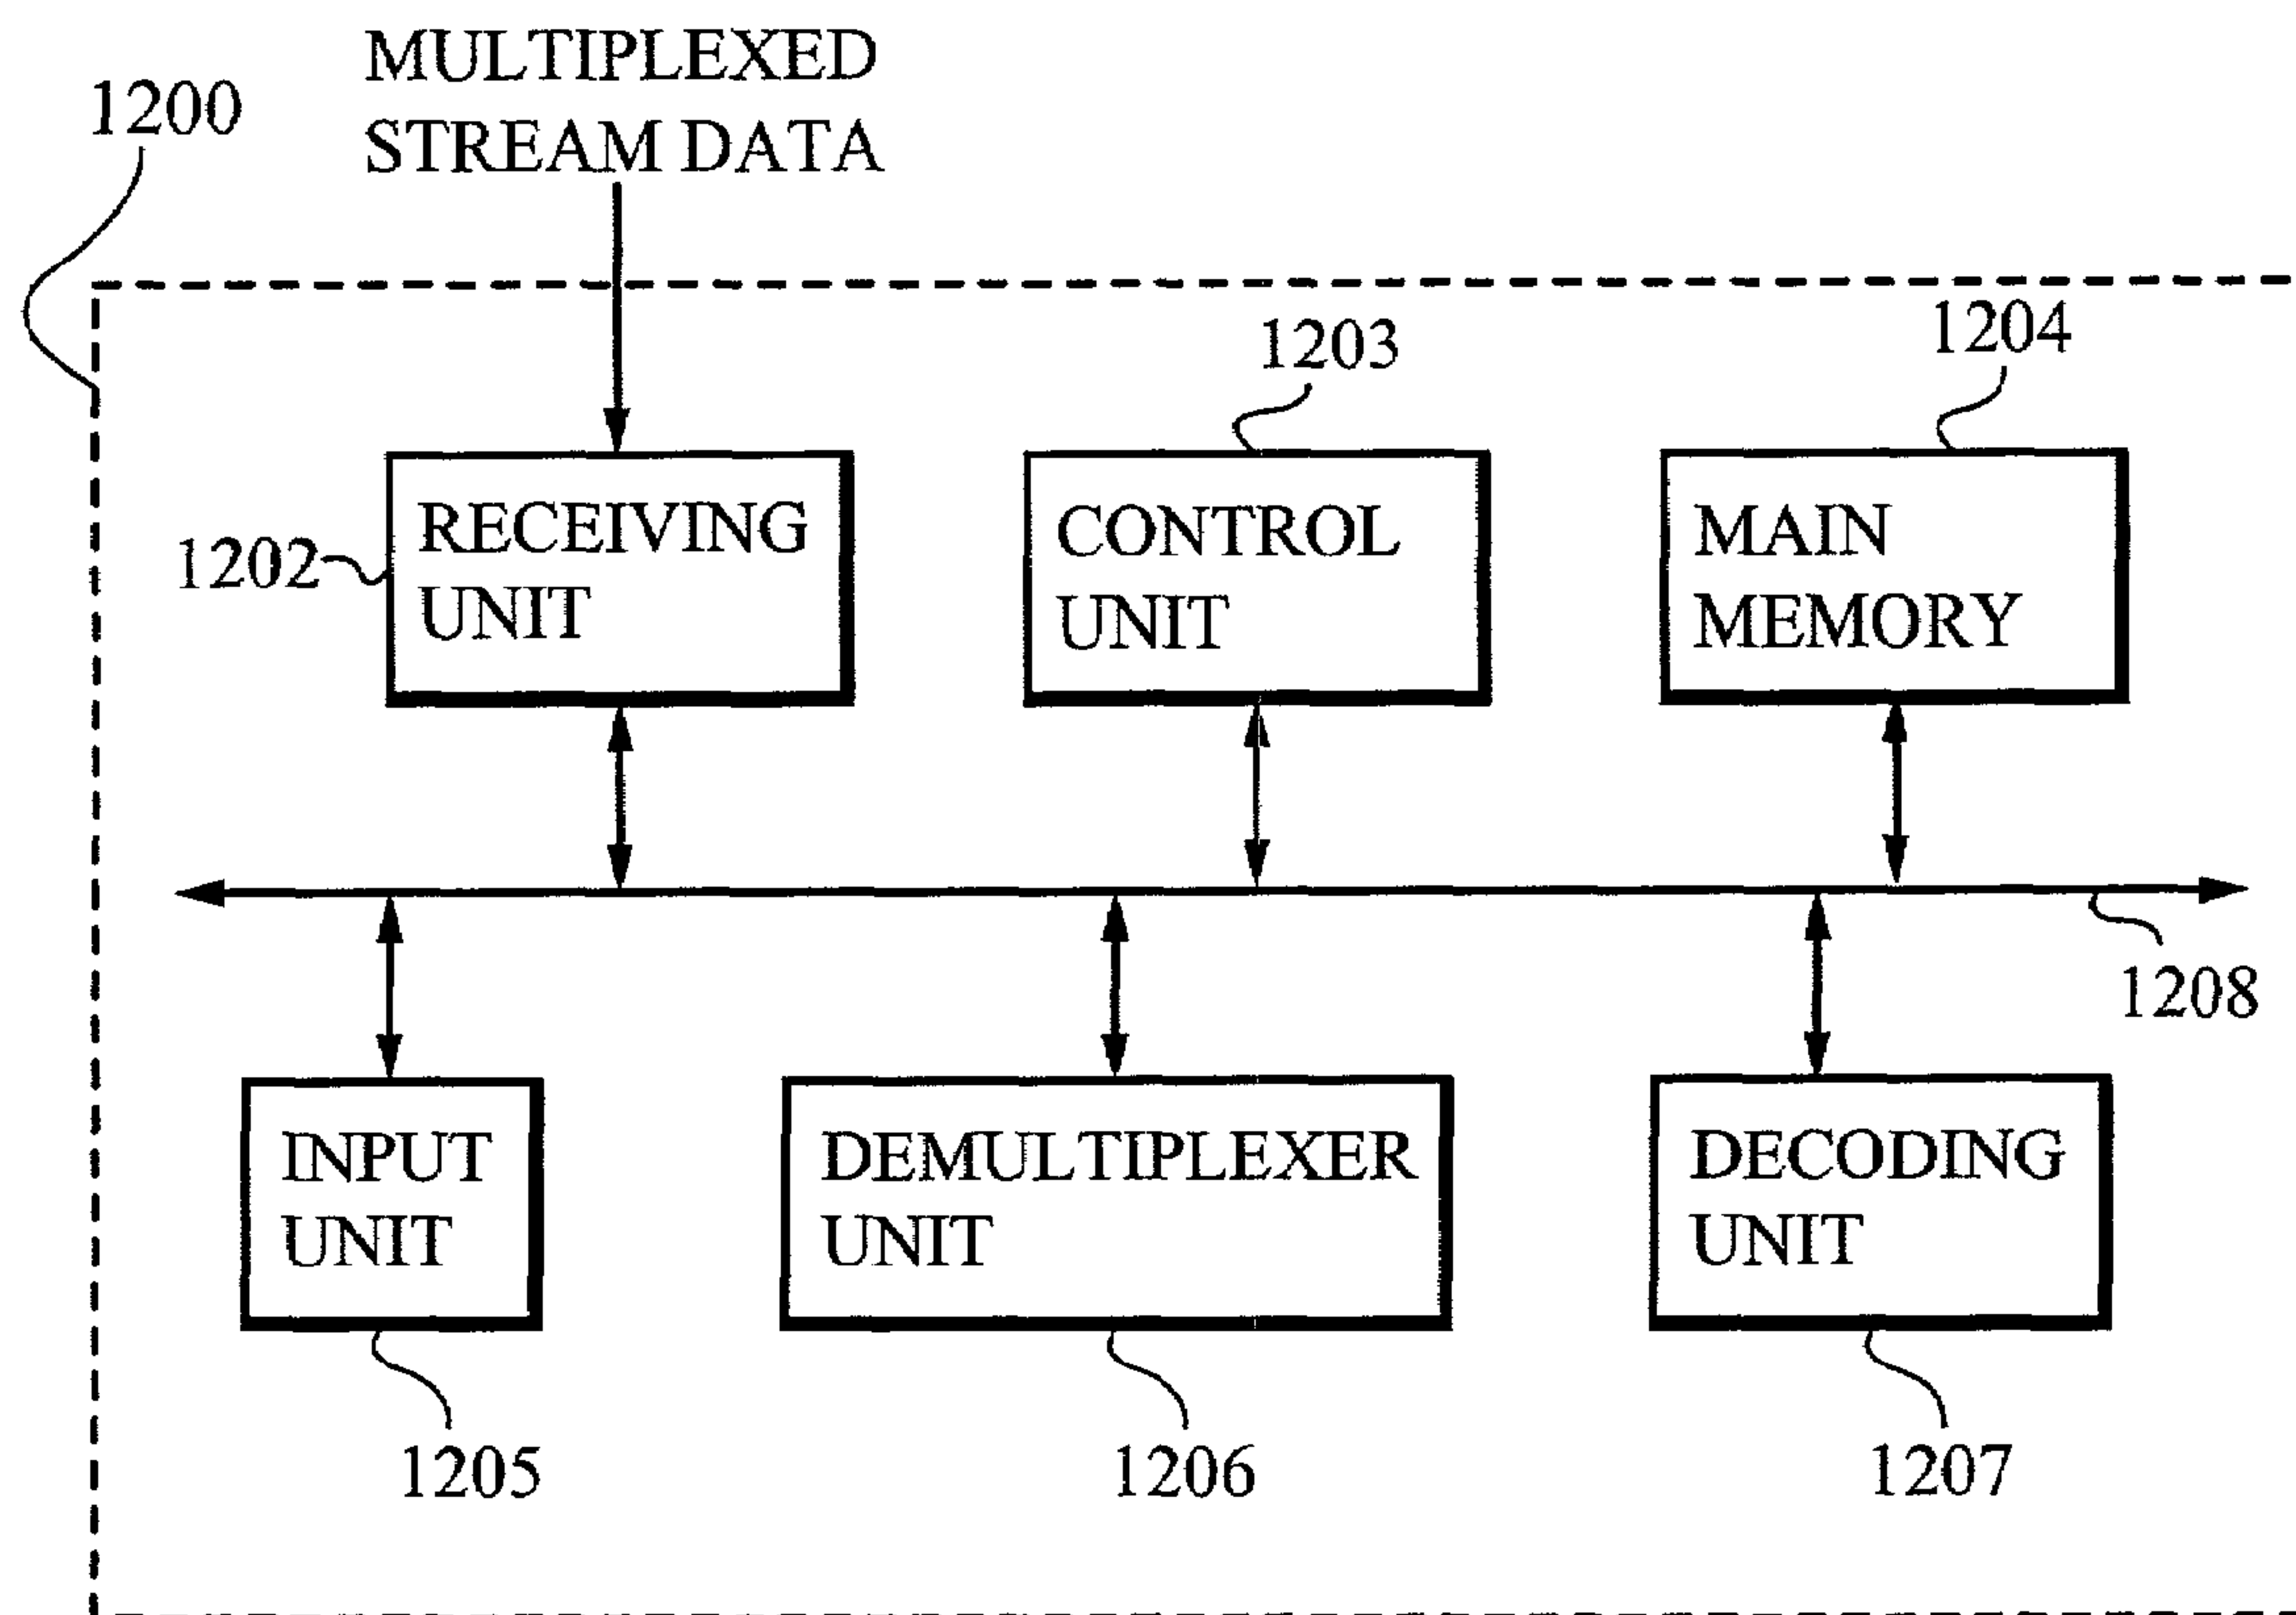 MULTIPLEXED
STREAM DATA
1200
1203
1204
RECEIVING
UNIT
1202
CONTROL
UNIT
MAIN
MEMORY
1208
INPUT
UNIT
DEMULTIPLEXER
UNIT
DECODING
UNIT
1205
1206
1207